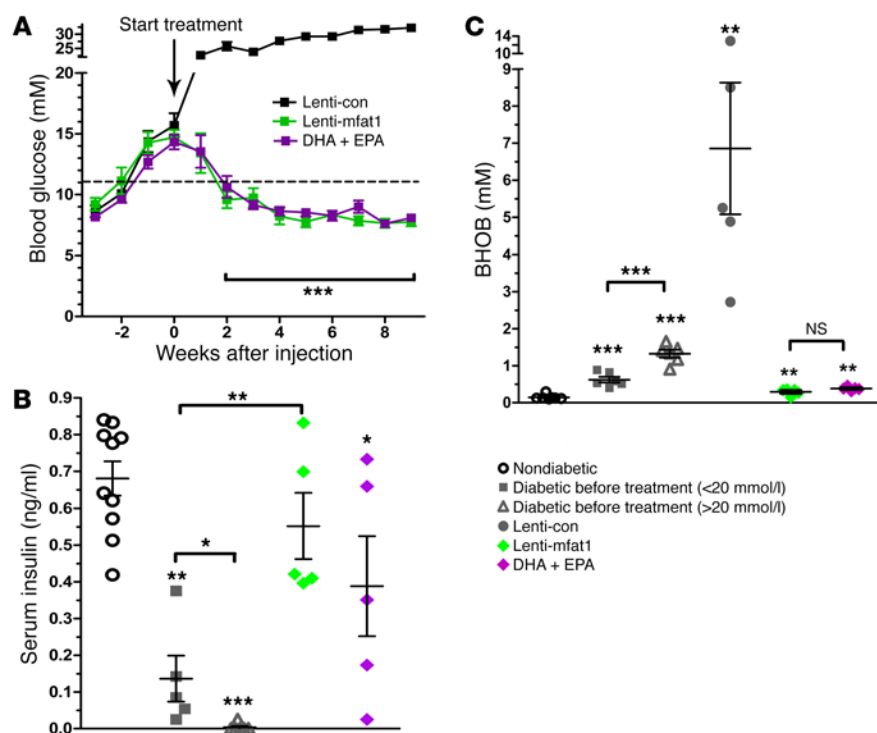 A
Start treatment
Blood glucose (mM)
30
25
20
15
10
5
0
Lenti-con
Lenti-mfat1
DHA + EPA
***
-2 0 2 4 6 8
Weeks after injection
B
Serum insulin (ng/ml)
0.9
0.8
0.7
0.6
0.5
0.4
0.3
0.2
0.1
0.0
**
*
**
***
*
C
BHOB (mM)
14
10
9
8
7
6
5
4
3
2
1
0
**
***
***
***
NS
**
**
Nondiabetic
Diabetic before treatment (<20 mmol/l)
Diabetic before treatment (>20 mmol/l)
Lenti-con
Lenti-mfat1
DHA + EPA